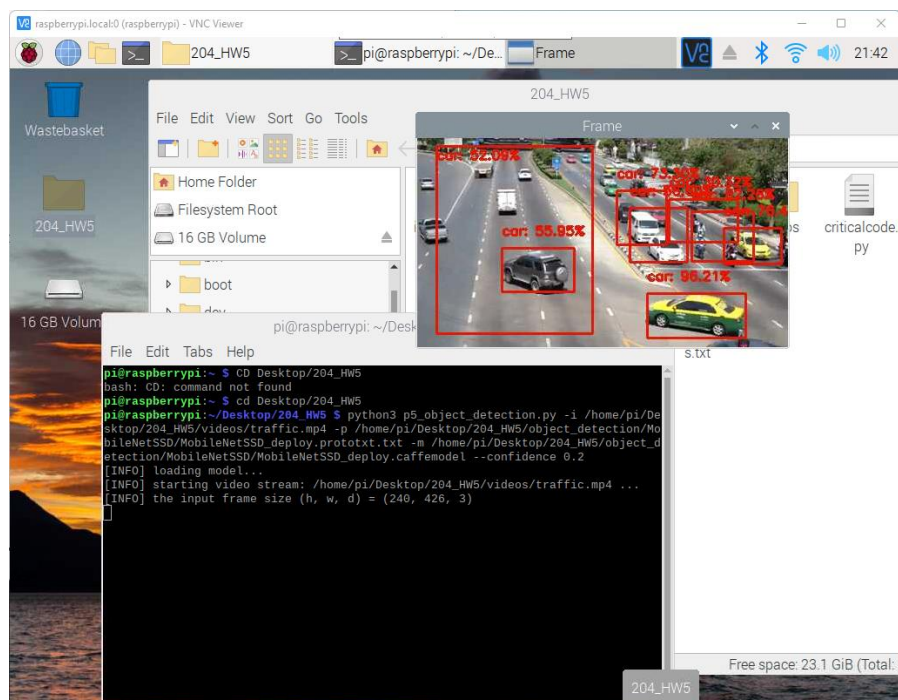 raspberrypi.local:0 (raspberrypi) - VNC Viewer
204_HW5
pi@raspberrypi: ~/De...
Frame
21:42
204_HW5
Wastebasket
File Edit View Sort Go Tools
Frame
Home Folder
Filesystem Root
16 GB Volume
boot
204_HW5
16 GB Volum
criticalcode.
py
s.txt
car: 52.09%
car: 55.95%
car: 96.21%
pi@raspberrypi: ~/Desk
File Edit Tabs Help
pi@raspberrypi:~ $ CD Desktop/204_HW5
bash: CD: command not found
pi@raspberrypi:~ $ cd Desktop/204_HW5
pi@raspberrypi:~/Desktop/204_HW5 $ python3 p5_object_detection.py -i /home/pi/De
sktop/204_HW5/videos/traffic.mp4 -p /home/pi/Desktop/204_HW5/object_detection/Mo
bileNetSSD/MobileNetSSD_deploy.prototxt.txt -m /home/pi/Desktop/204_HW5/object_d
etection/MobileNetSSD/MobileNetSSD_deploy.caffemodel --confidence 0.2
[INFO] loading model...
[INFO] starting video stream: /home/pi/Desktop/204_HW5/videos/traffic.mp4 ...
[INFO] the input frame size (h, w, d) = (240, 426, 3)
Free space: 23.1 GiB (Total:
204_HW5